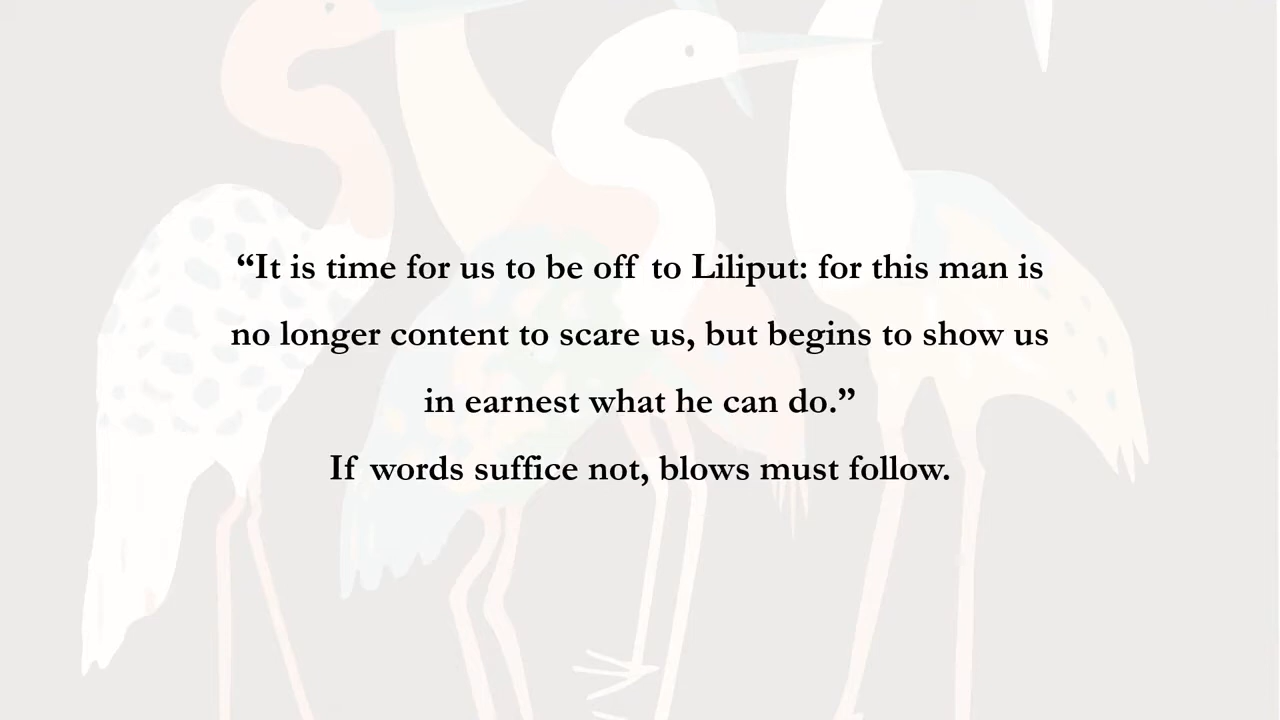 “It is time for us to be off to Liliput: for this man is
no longer content to scare us, but begins to show us
in earnest what he can do.”
If words suffice not, blows must follow.